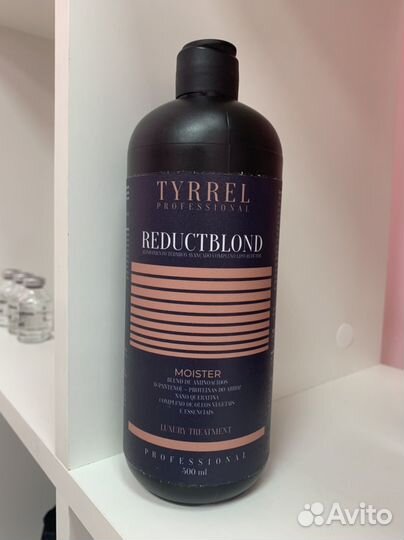 TYRREL
PROFESSIONAL
REDUCTBLOND
MOISTER
BLEND DE AMINOÁCIDOS
D-PANTENOL - PROTEÍNAS DO ARROZ
NANO QUERATINA
COMPLEXO DE ÓLEOS VEGETAIS
E ESSENCIAIS
LUXURY TREATMENT
PROFESSIONAL
500 ml
Avito